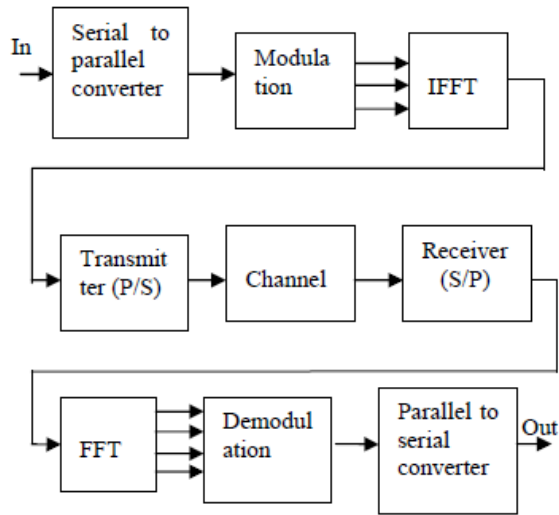 In
Serial to
parallel
converter
Modula
tion
IFFT
Transmit
ter (P/S)
Channel
Receiver
(S/P)
FFT
Demodul
ation
Parallel to
serial
converter
Out